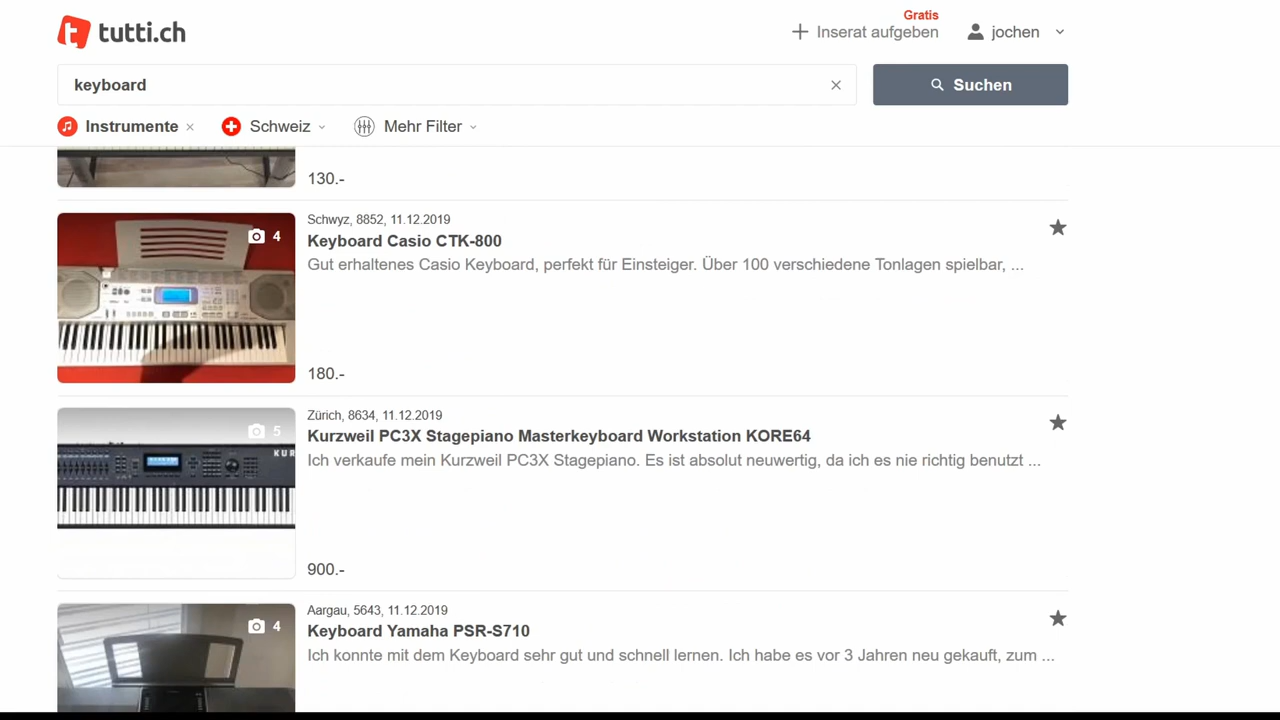 tutti.ch
Gratis
Inserat aufgeben
jochen
keyboard
Suchen
Instrumente
Schweiz
Mehr Filter
130.-
4
Schwyz, 8852, 11.12.2019
Keyboard Casio CTK-800
Gut erhaltenes Casio Keyboard, perfekt für Einsteiger. Über 100 verschiedene Tonlagen spielbar, ...
180.-
5
KUR
Zürich, 8634, 11.12.2019
Kurzweil PC3X Stagepiano Masterkeyboard Workstation KORE64
Ich verkaufe mein Kurzweil PC3X Stagepiano. Es ist absolut neuwertig, da ich es nie richtig benutzt ...
900.-
4
Aargau, 5643, 11.12.2019
Keyboard Yamaha PSR-S710
Ich konnte mit dem Keyboard sehr gut und schnell lernen. Ich habe es vor 3 Jahren neu gekauft, zum ...